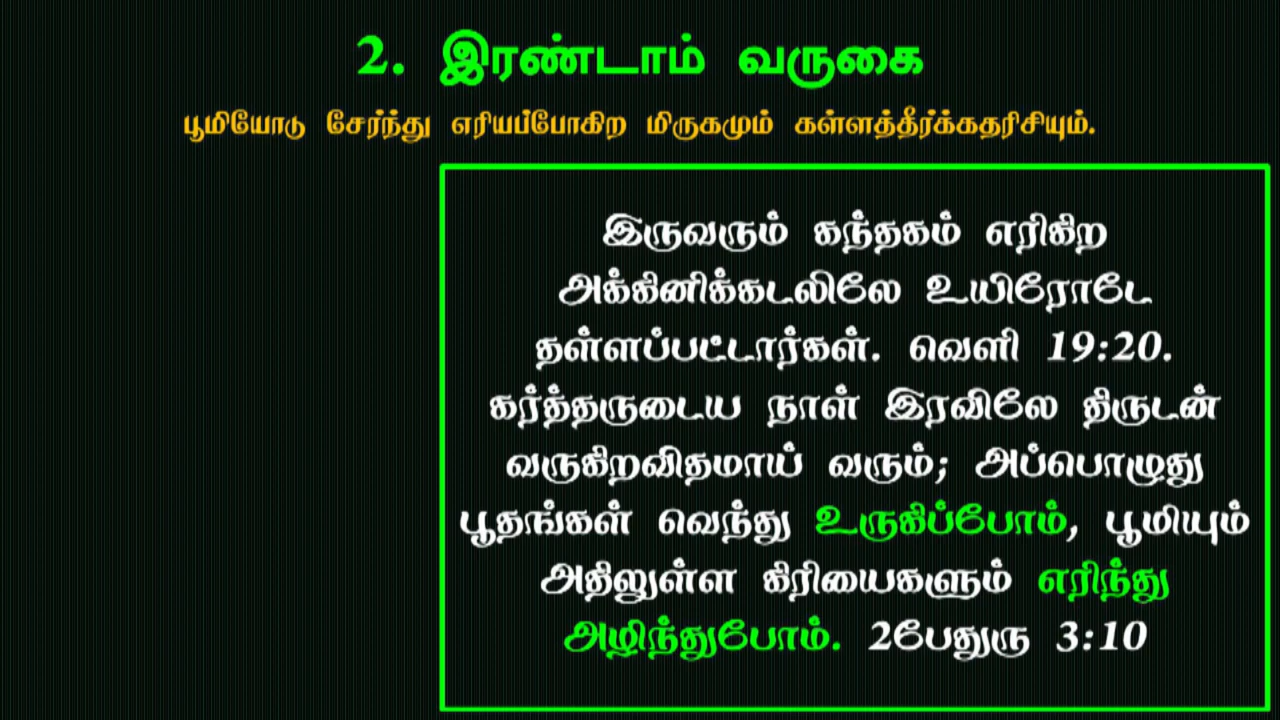 2. இரண்டாம் வருகை
பூமியோடு சேர்ந்து எரியப்போகிற மிருகமும் கள்ளத்தீர்க்கதரிசியும்.
இருவரும் கந்தகம் எரிகிற
அக்கினிக்கடலிலே உயிரோடே
தள்ளப்பட்டார்கள். வெளி 19:20.
கர்த்தருடைய நாள் இரவிலே திருடன்
வருகிறவிதமாய் வரும்; அப்பொழுது
பூதங்கள் வெந்து உருகிப்போம், பூமியும்
அதிலுள்ள கிரியைகளும் எரிந்து
அழிந்துபோம். 2பேதுரு 3:10